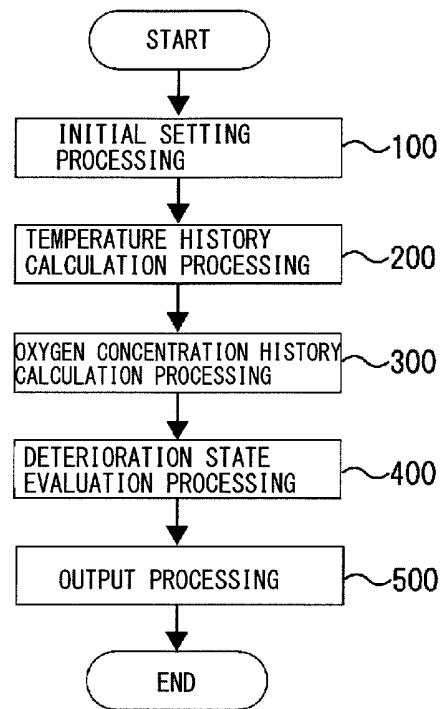 START
INITIAL SETTING
PROCESSING
100
TEMPERATURE HISTORY
CALCULATION PROCESSING
200
OXYGEN CONCENTRATION HISTORY
CALCULATION PROCESSING
300
DETERIORATION STATE
EVALUATION PROCESSING
400
OUTPUT PROCESSING
500
END